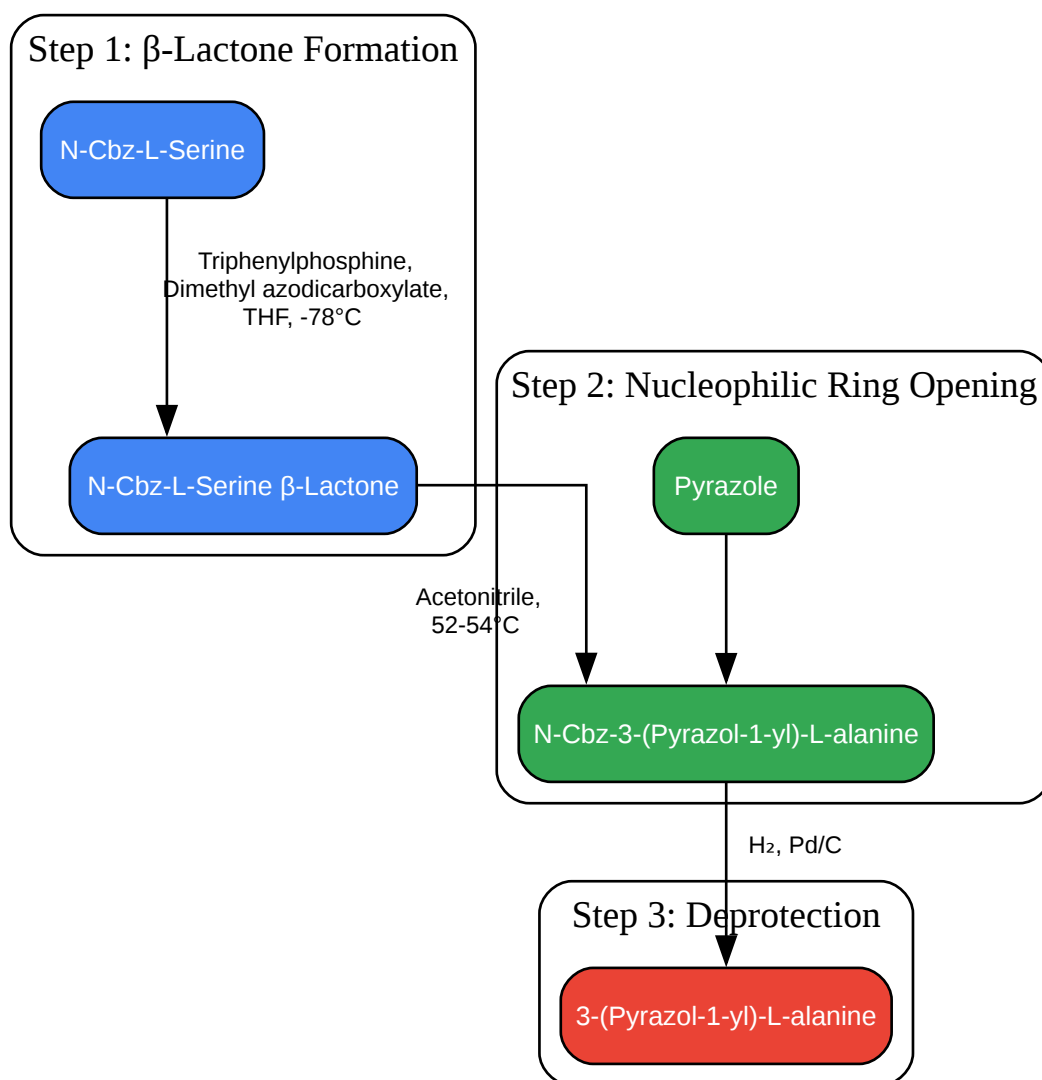 Step 1: β-Lactone Formation
N-Cbz-L-Serine
Triphenylphosphine,
Dimethyl azodicarboxylate,
THF, -78°C
N-Cbz-L-Serine β-Lactone
Step 2: Nucleophilic Ring Opening
Pyrazole
Acetonitrile,
52-54°C
N-Cbz-3-(Pyrazol-1-yl)-L-alanine
H₂, Pd/C
Step 3: Deprotection
3-(Pyrazol-1-yl)-L-alanine